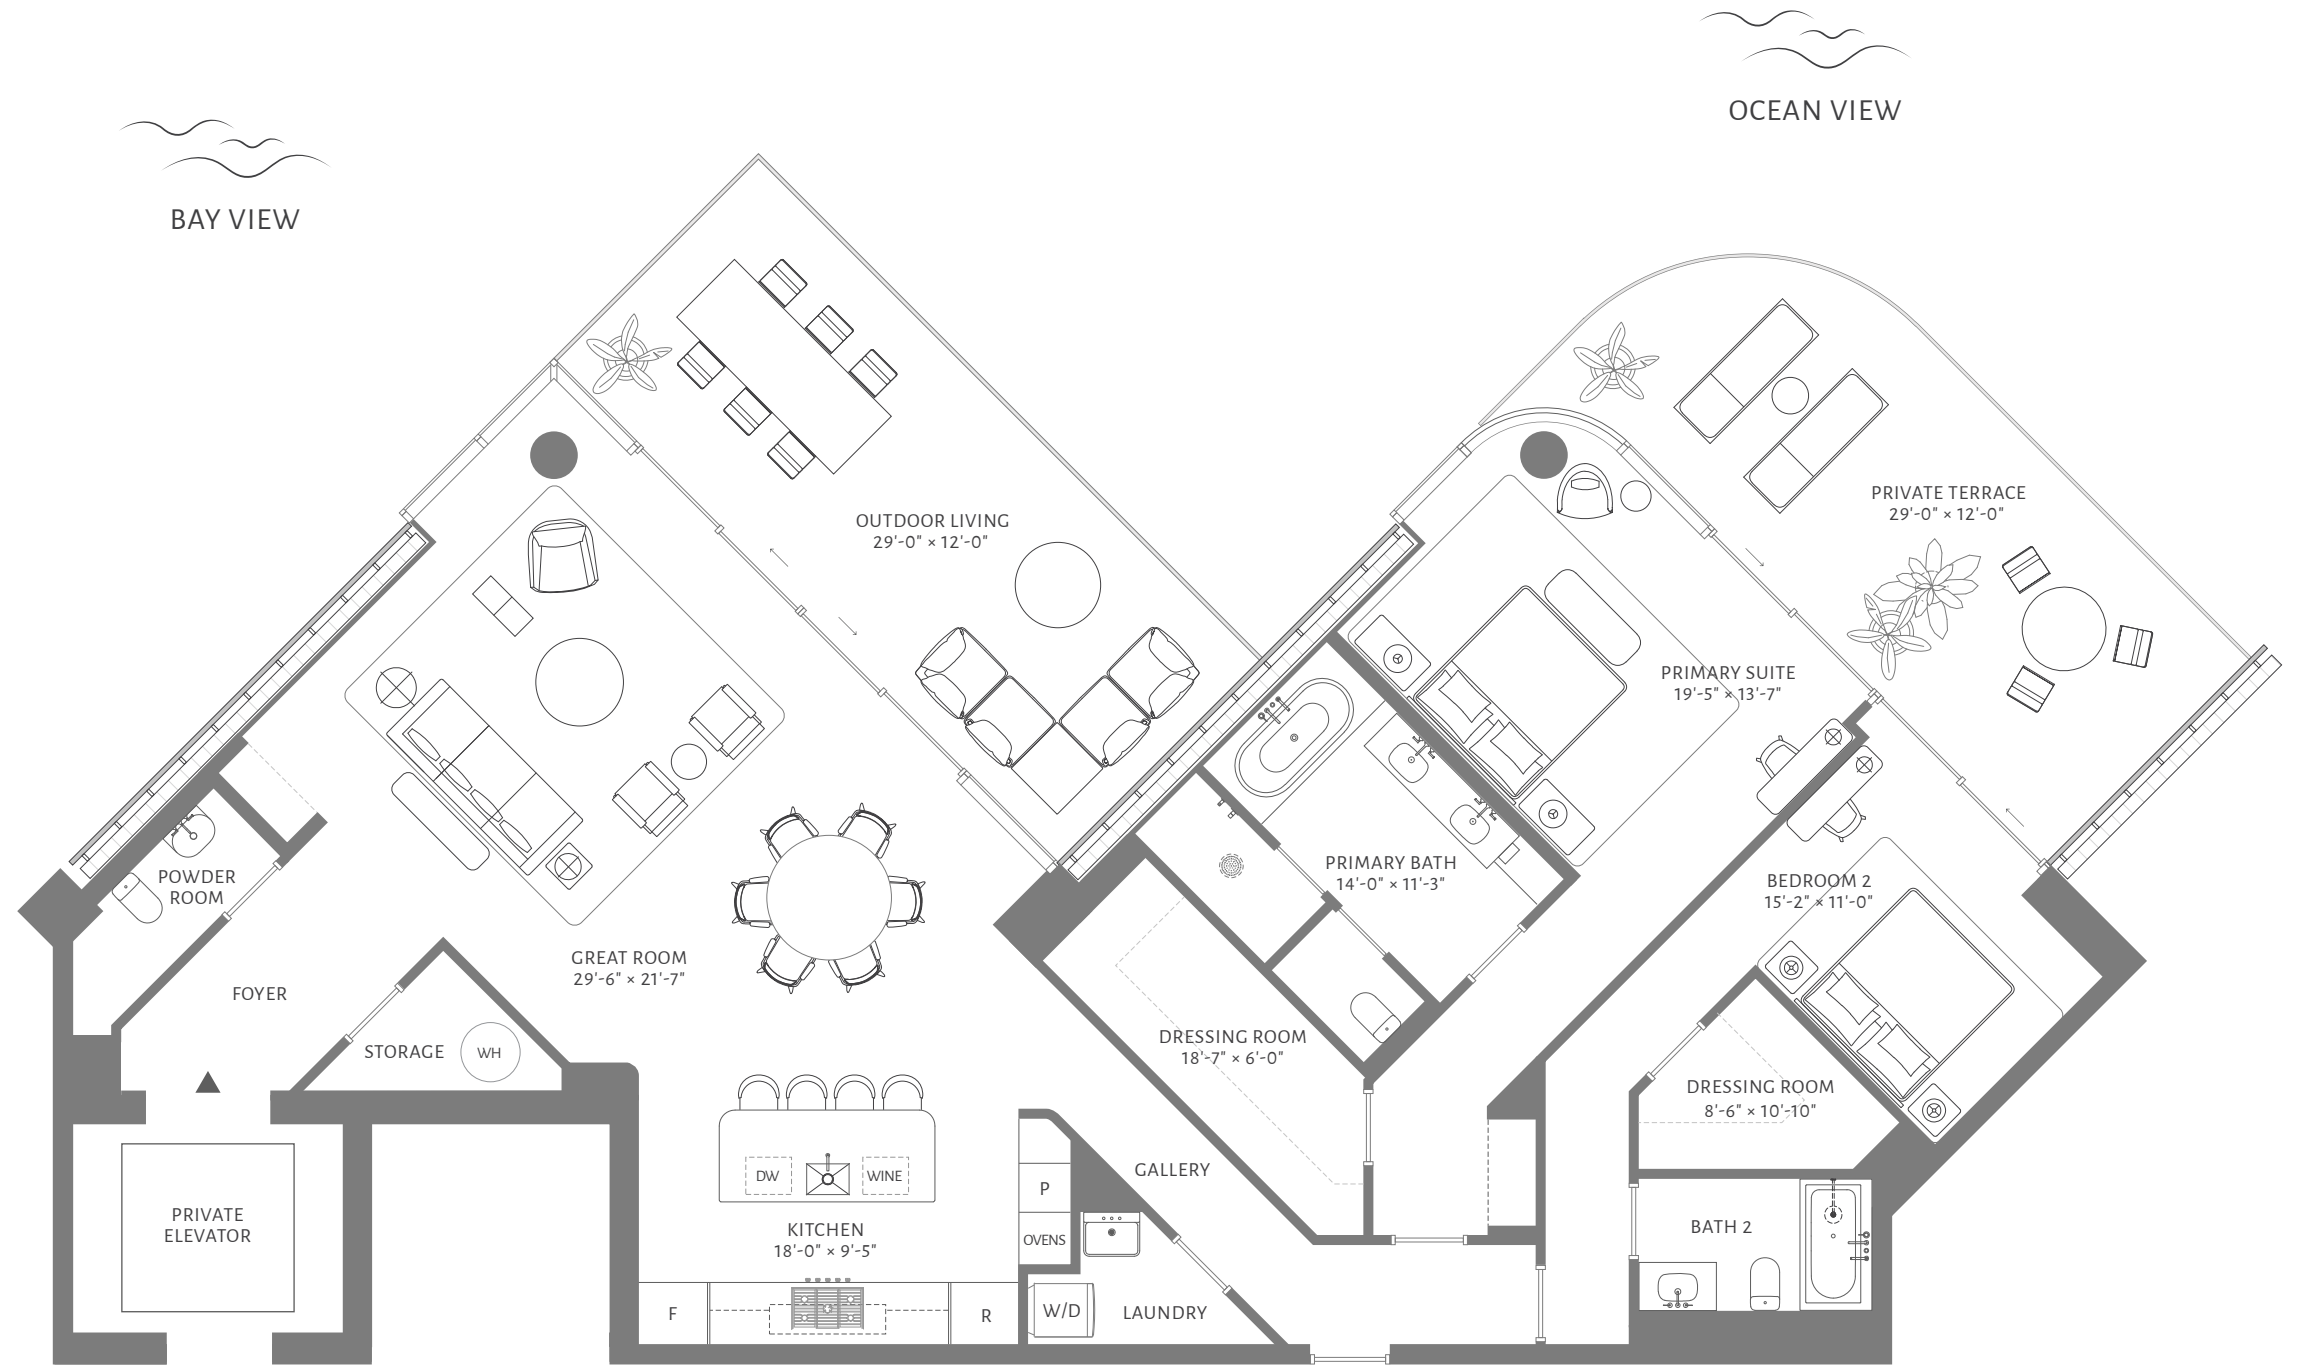 OCEAN VIEW
BAY VIEW
PRIVATE TERRACE
29'-0" × 12'-0"
OUTDOOR LIVING
29'-0" × 12'-0"
PRIMARY SUITE
19'-5" × 13'-7"
PRIMARY BATH
14'-0" × 11'-3"
BEDROOM 2
15'-2" × 11'-0"
POWDER
ROOM
GREAT ROOM
29'-6" × 21'-7"
FOYER
STORAGE
WH
DRESSING ROOM
18'-7" × 6'-0"
DRESSING ROOM
8'-6" × 10'-10"
DW
WINE
GALLERY
P
PRIVATE
ELEVATOR
KITCHEN
18'-0" × 9'-5"
OVENS
BATH 2
F
R
W/D
LAUNDRY